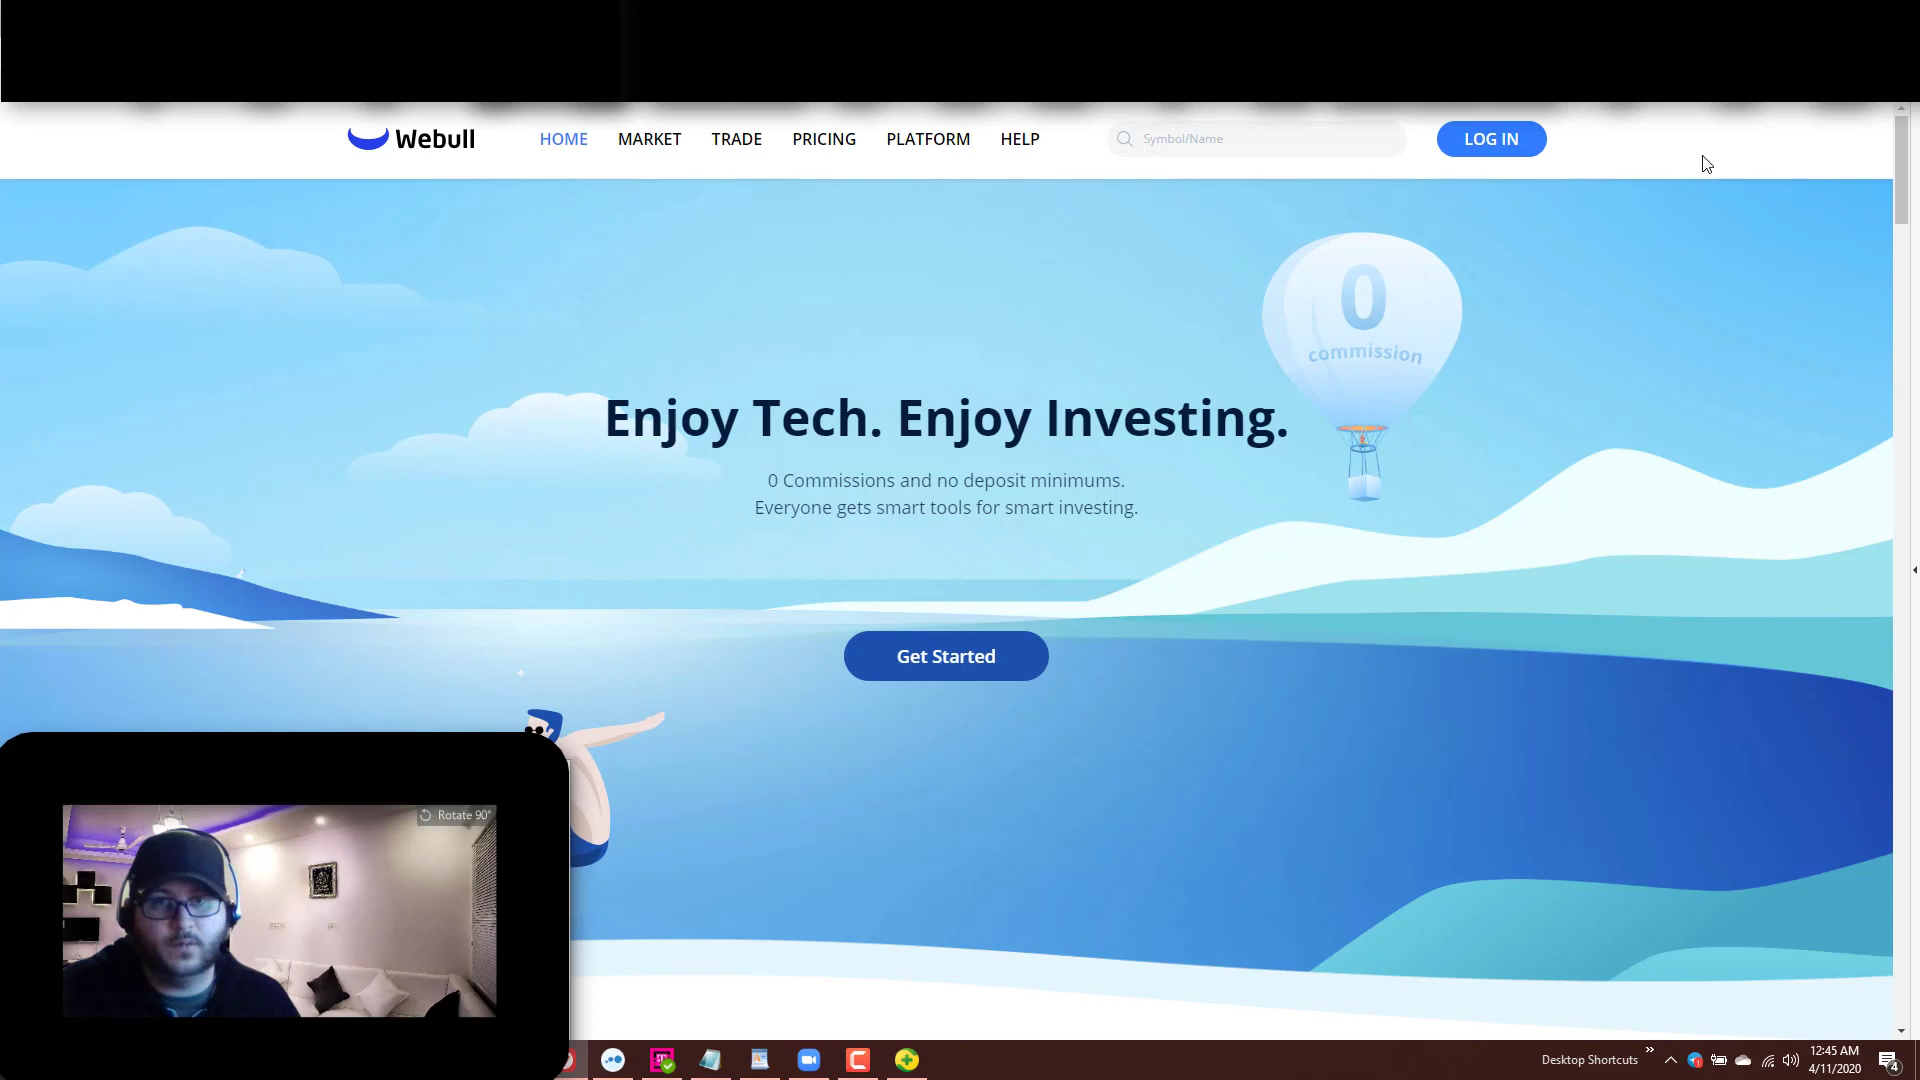 Webull
HOME MARKET TRADE PRICING PLATFORM HELP
Symbol/Name
LOG IN
0
commission
Enjoy Tech. Enjoy Investing.
0 Commissions and no deposit minimums.
Everyone gets smart tools for smart investing.
Get Started
Rotate 90°
Desktop Shortcuts
12:45 AM
4/11/2020
4